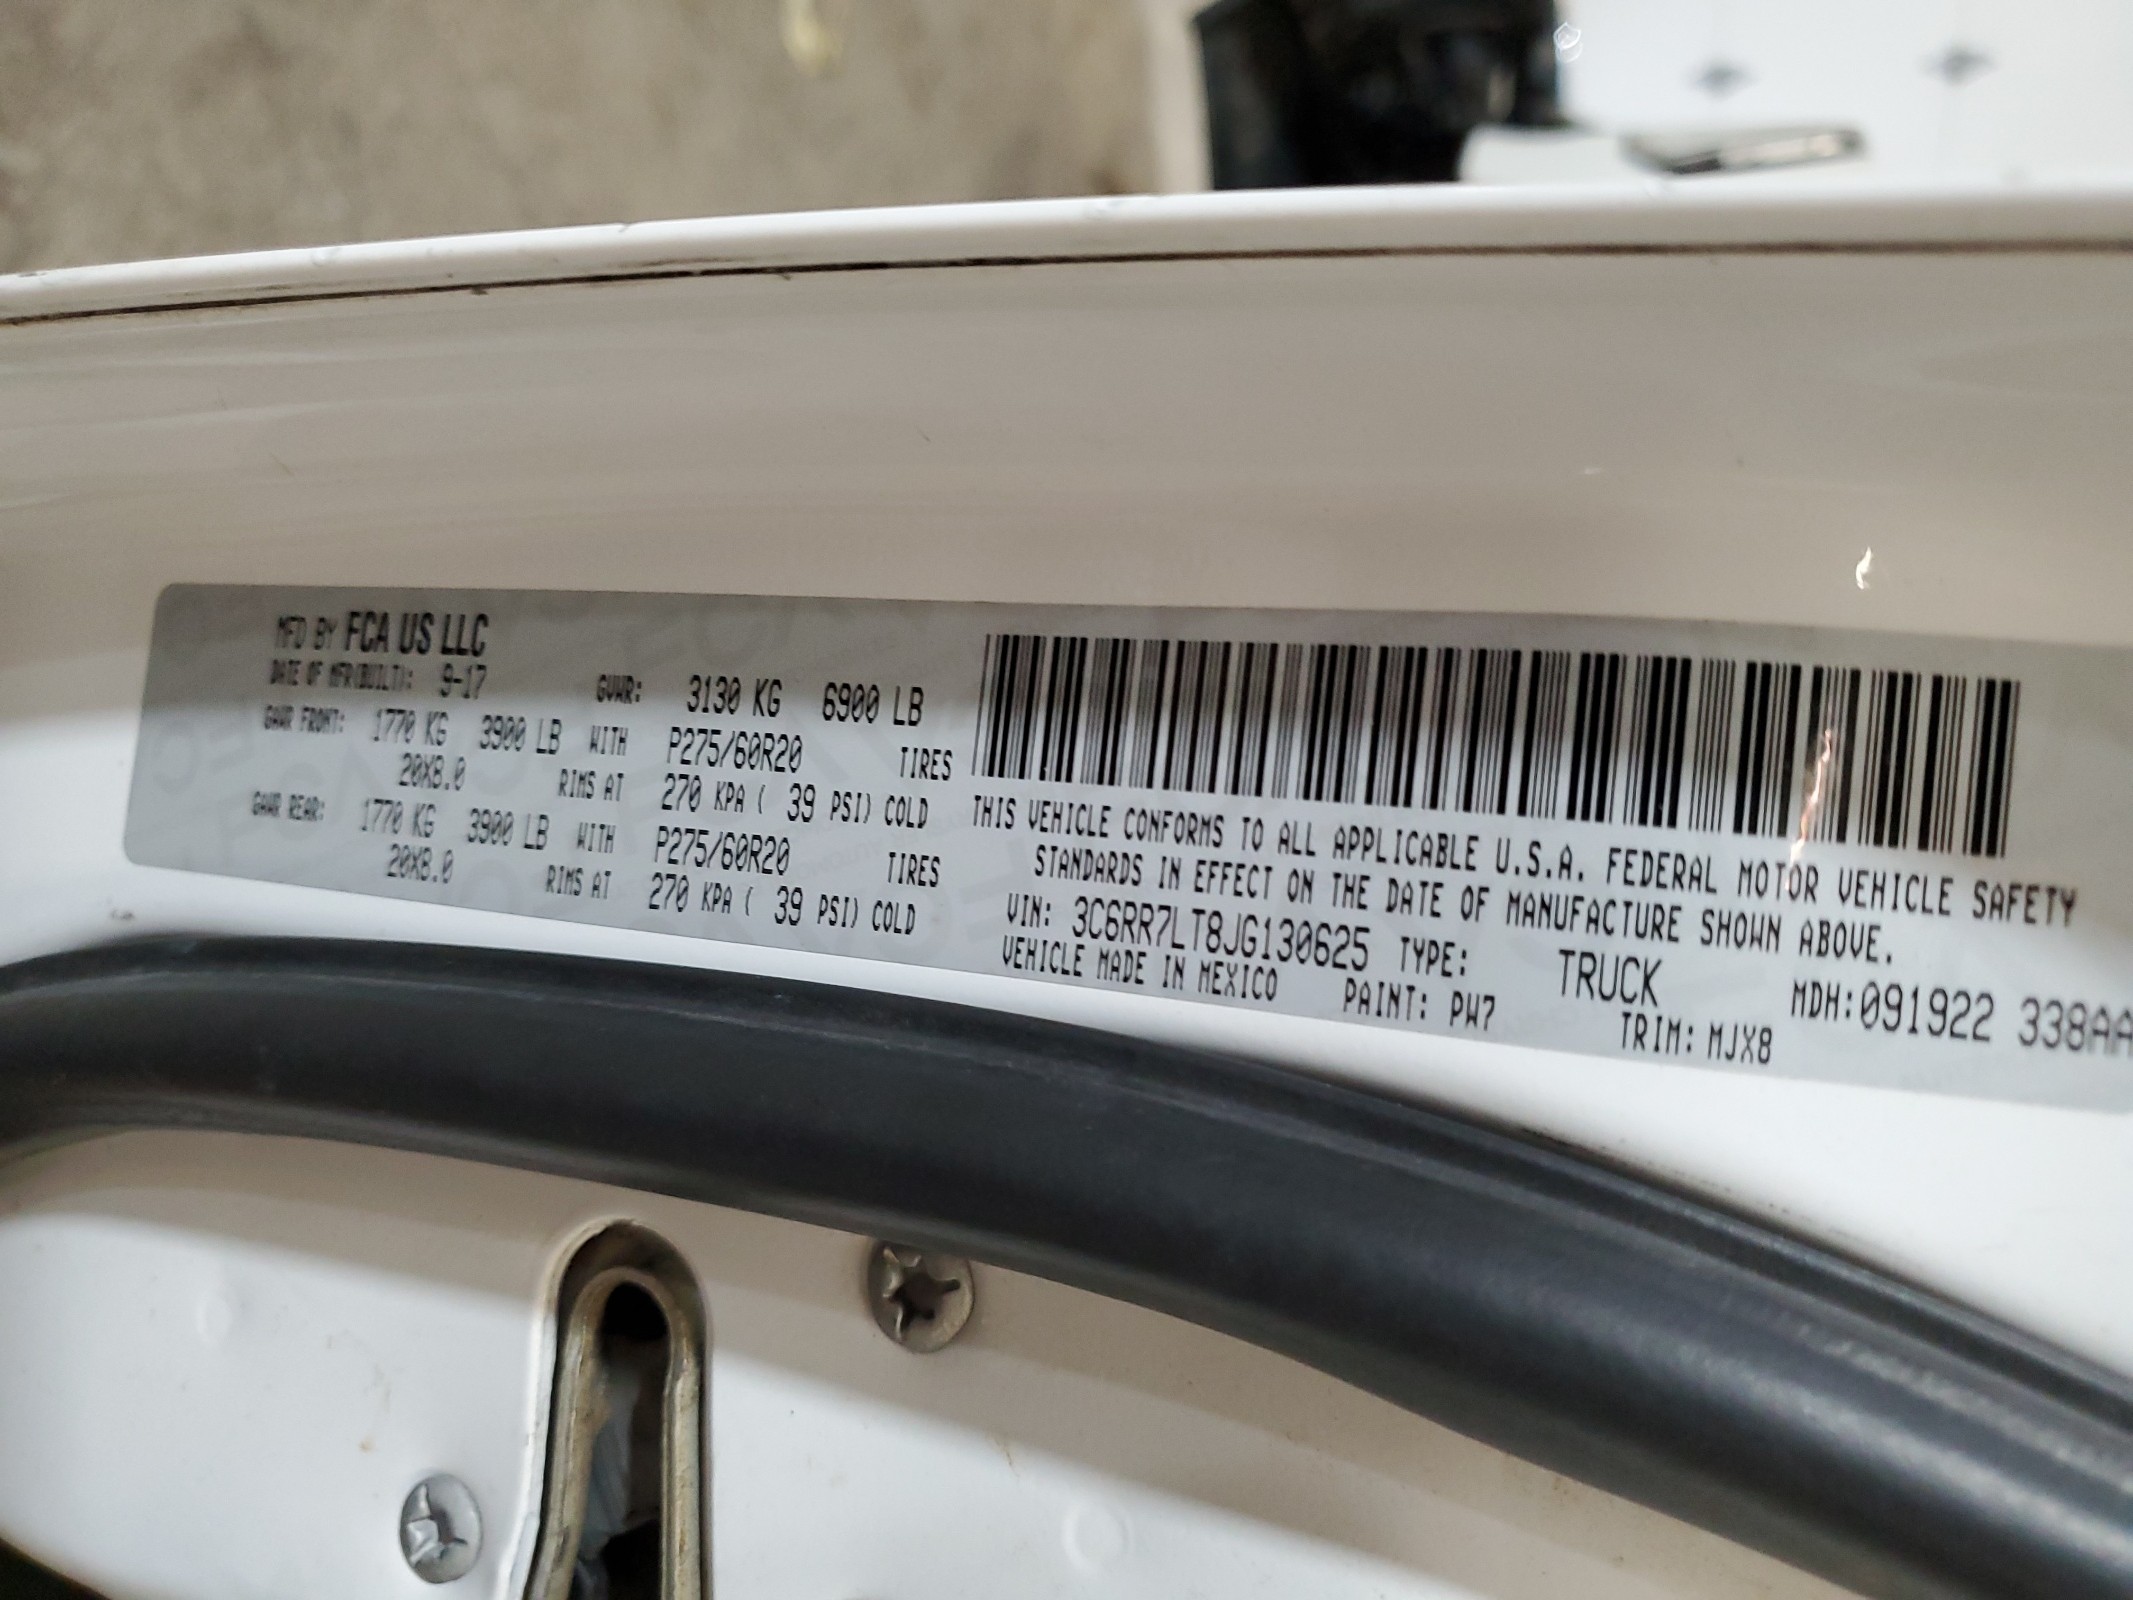 MFD BY FCA US LLC
DATE OF MFR(BUILT): 9-17 GVWR: 3130 KG 6900 LB
GAWR FRONT: 1770 KG 3900 LB WITH P275/60R20 TIRES
20X8.0 RIMS AT 270 KPA ( 39 PSI) COLD
GAWR REAR: 1770 KG 3900 LB WITH P275/60R20 TIRES
20X8.0 RIMS AT 270 KPA ( 39 PSI) COLD
THIS VEHICLE CONFORMS TO ALL APPLICABLE U.S.A. FEDERAL MOTOR VEHICLE SAFETY
STANDARDS IN EFFECT ON THE DATE OF MANUFACTURE SHOWN ABOVE.
VIN: 3C6RR7LT8JG130625 TYPE: TRUCK MDH:091922 338AA
VEHICLE MADE IN MEXICO PAINT: PW7 TRIM: MJX8